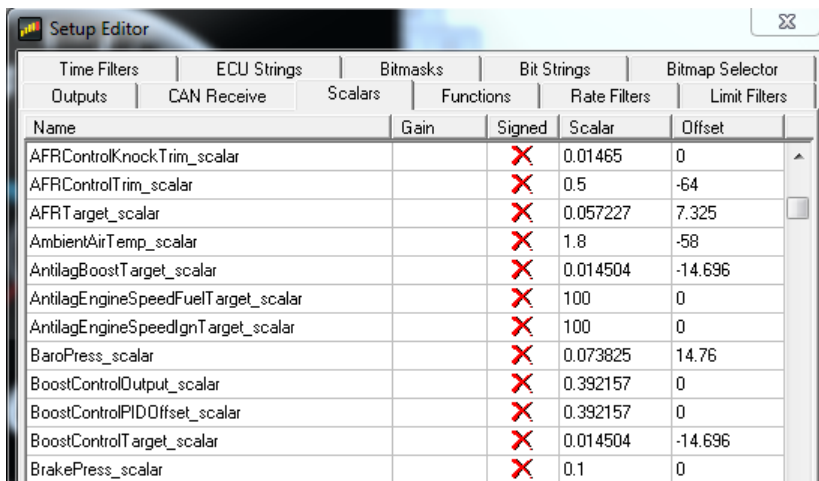 Setup Editor
Time Filters ECU Strings Bitmasks Bit Strings Bitmap Selector
Outputs CAN Receive Scalars Functions Rate Filters Limit Filters
Name Gain Signed Scalar Offset
AFRControlKnockTrim_scalar 0.01465 0
AFRControlTrim_scalar 0.5 -64
AFRTarget_scalar 0.057227 7.325
AmbientAirTemp_scalar 1.8 -58
AntilagBoostTarget_scalar 0.014504 -14.696
AntilagEngineSpeedFuelTarget_scalar 100 0
AntilagEngineSpeedIgnTarget_scalar 100 0
BaroPress_scalar 0.073825 14.76
BoostControlOutput_scalar 0.392157 0
BoostControlPIDOffset_scalar 0.392157 0
BoostControlTarget_scalar 0.014504 -14.696
BrakePress_scalar 0.1 0